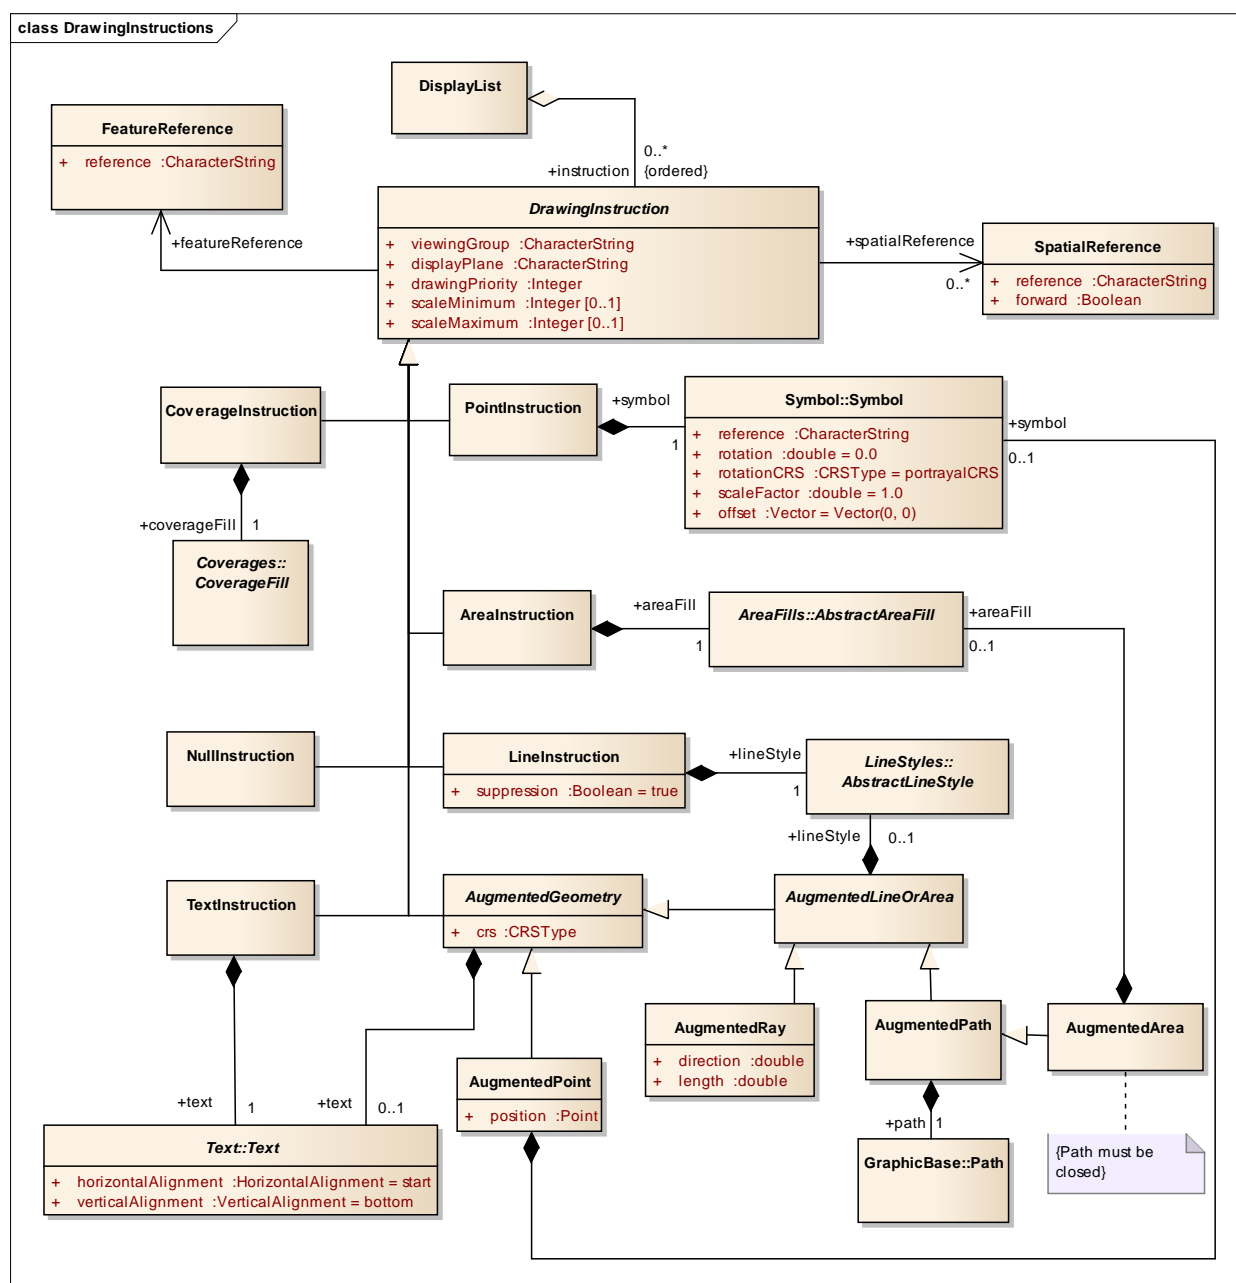 class DrawingInstructions
DisplayList
FeatureReference
+ reference :CharacterString
0..*
+instruction {ordered}
DrawingInstruction
+ viewingGroup :CharacterString
+ displayPlane :CharacterString
+ drawingPriority :Integer
+ scaleMinimum :Integer [0..1]
+ scaleMaximum :Integer [0..1]
+featureReference
+spatialReference
0..*
SpatialReference
+ reference :CharacterString
+ forward :Boolean
CoverageInstruction
PointInstruction
+symbol
1
Symbol::Symbol
+ reference :CharacterString
+ rotation :double = 0.0
+ rotationCRS :CRSType = portrayalCRS
+ scaleFactor :double = 1.0
+ offset :Vector = Vector(0, 0)
+symbol
0..1
+coverageFill 1
Coverages::
CoverageFill
AreaInstruction
+areaFill
1
AreaFills::AbstractAreaFill
+areaFill
0..1
NullInstruction
LineInstruction
+ suppression :Boolean = true
+lineStyle
1
LineStyles::
AbstractLineStyle
+lineStyle 0..1
TextInstruction
AugmentedGeometry
+ crs :CRSType
AugmentedLineOrArea
AugmentedRay
+ direction :double
+ length :double
AugmentedPath
AugmentedArea
AugmentedPoint
+ position :Point
+text 1
+text 0..1
+path 1
Text::Text
+ horizontalAlignment :HorizontalAlignment = start
+ verticalAlignment :VerticalAlignment = bottom
GraphicBase::Path
{Path must be
closed}